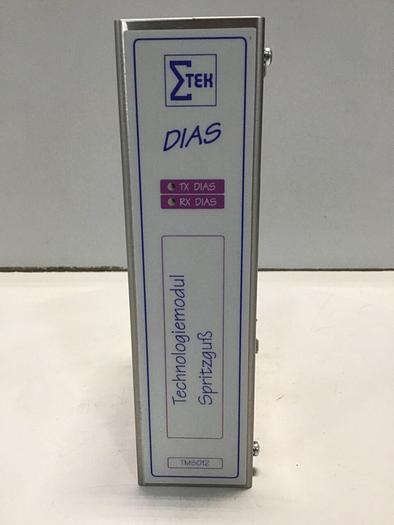 ΣTEK
DIAS
TX DIAS
RX DIAS
Technologiemodul
Spritzguß
TM5012